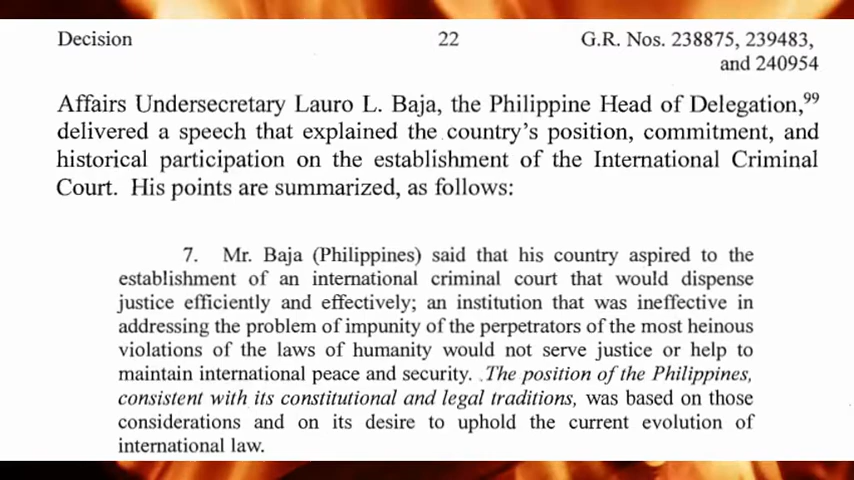 Decision 22 G.R. Nos. 238875, 239483,
and 240954
Affairs Undersecretary Lauro L. Baja, the Philippine Head of Delegation,99
delivered a speech that explained the country's position, commitment, and
historical participation on the establishment of the International Criminal
Court. His points are summarized, as follows:
7. Mr. Baja (Philippines) said that his country aspired to the
establishment of an international criminal court that would dispense
justice efficiently and effectively; an institution that was ineffective in
addressing the problem of impunity of the perpetrators of the most heinous
violations of the laws of humanity would not serve justice or help to
maintain international peace and security. The position of the Philippines,
consistent with its constitutional and legal traditions, was based on those
considerations and on its desire to uphold the current evolution of
international law.